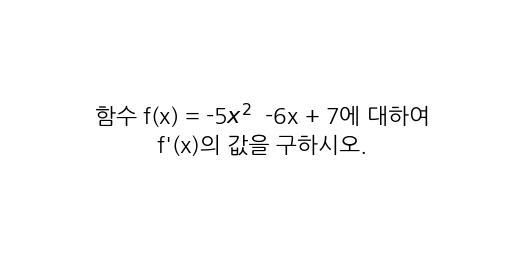 함수 f(x) = -5x² -6x + 7에 대하여
f'(x)의 값을 구하시오.